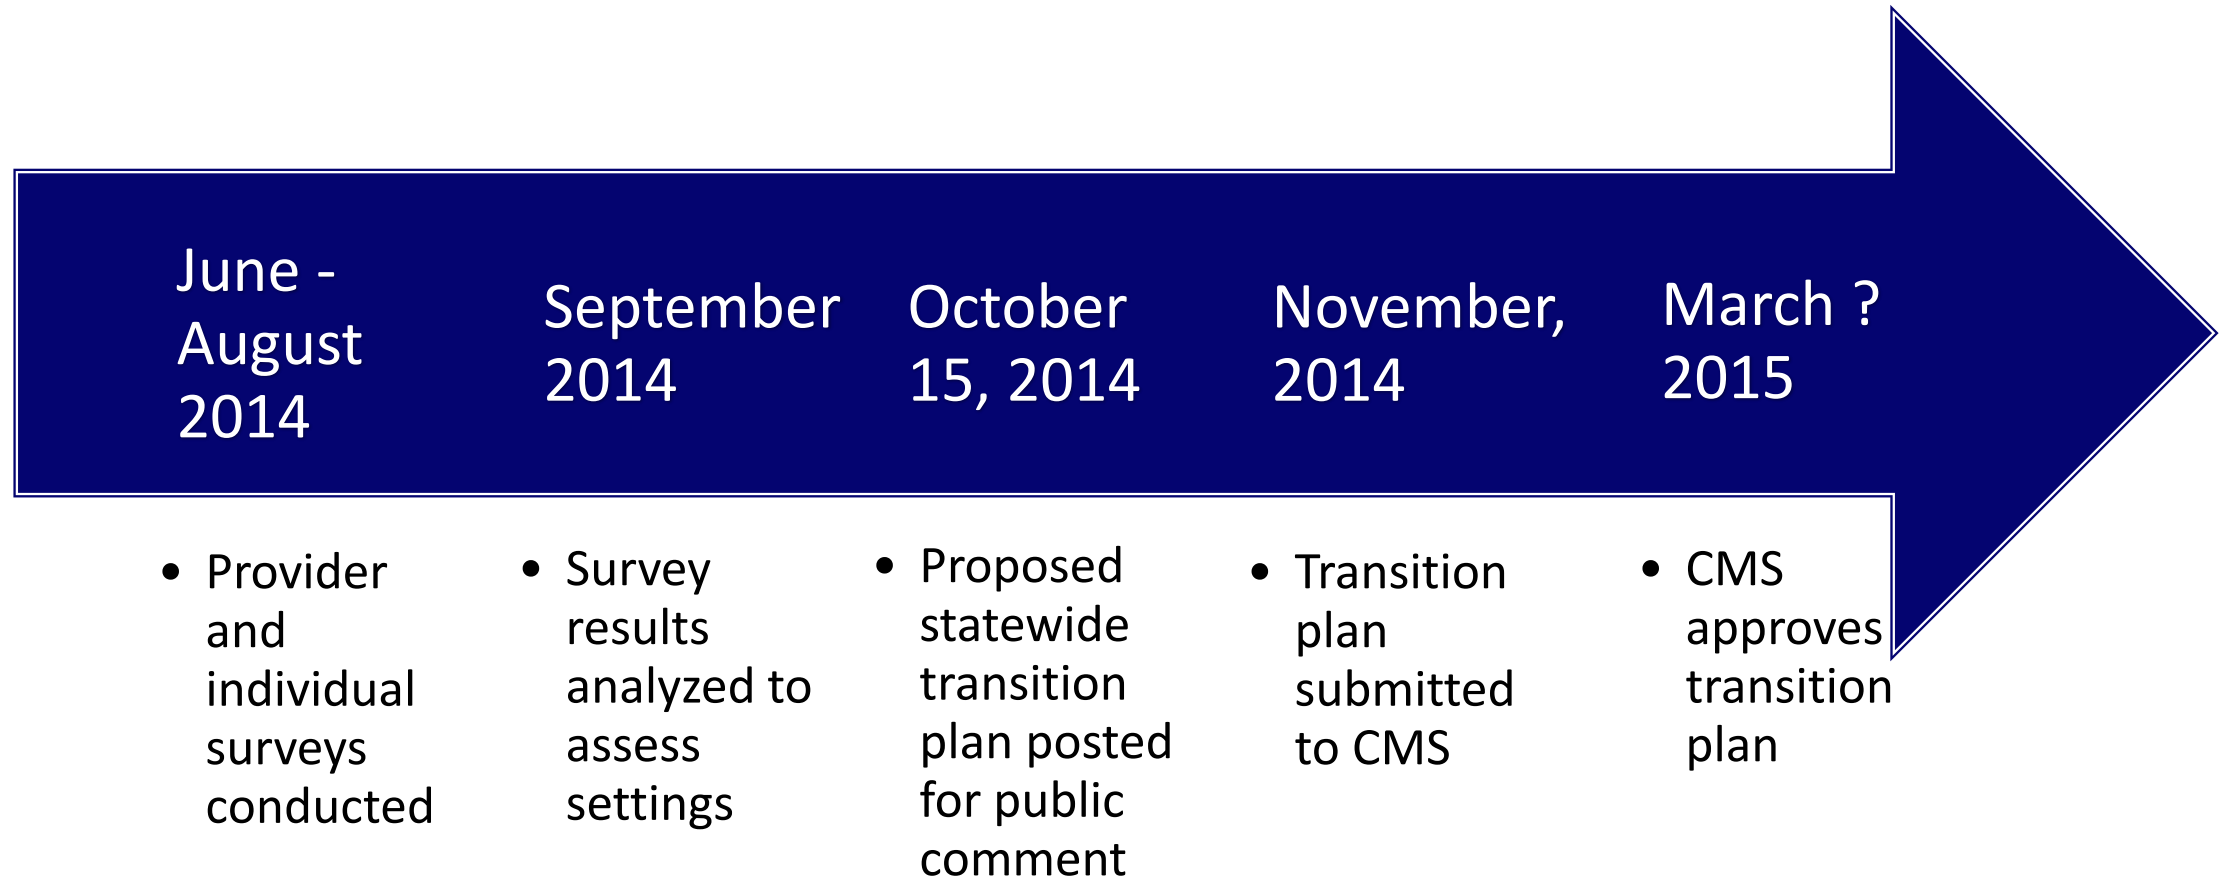 June -
August
2014
September
2014
October
15, 2014
November,
2014
March ?
2015
• Provider
and
individual
surveys
conducted
• Survey
results
analyzed to
assess
settings
• Proposed
statewide
transition
plan posted
for public
comment
• Transition
plan
submitted
to CMS
• CMS
approves
transition
plan